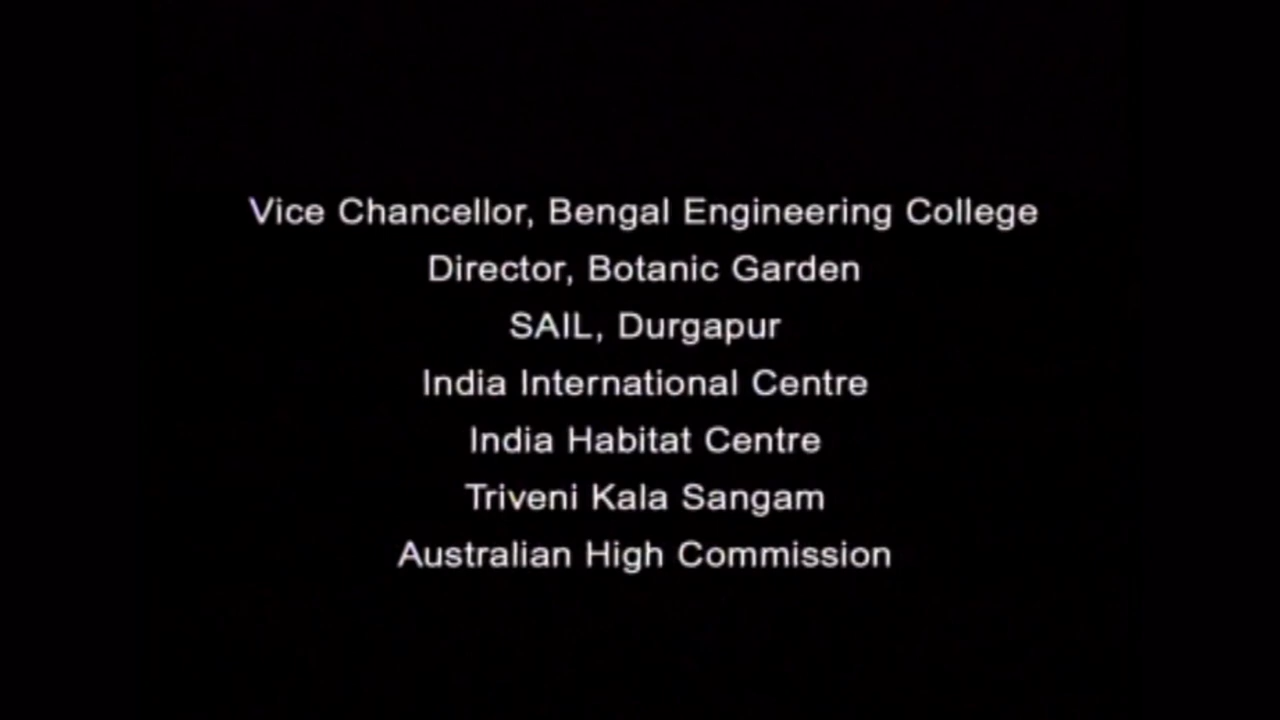 Vice Chancellor, Bengal Engineering College
Director, Botanic Garden
SAIL, Durgapur
India International Centre
India Habitat Centre
Triveni Kala Sangam
Australian High Commission